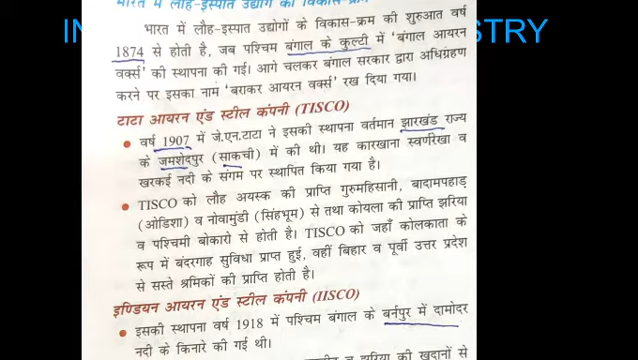 भारत में लौह-इस्पात उद्योग का विकास-क्रम
IN STRY
भारत में लौह-इस्पात उद्योगों के विकास-क्रम की शुरुआत वर्ष
1874 से होती है, जब पश्चिम बंगाल के कुल्टी में 'बंगाल आयरन
वर्क्स' की स्थापना की गई। आगे चलकर बंगाल सरकार द्वारा अधिग्रहण
करने पर इसका नाम 'बराकर आयरन वर्क्स' रख दिया गया।
टाटा आयरन एंड स्टील कंपनी (TISCO)
• वर्ष 1907 में जे.एन.टाटा ने इसकी स्थापना वर्तमान झारखंड राज्य
के जमशेदपुर (साकची) में की थी। यह कारखाना स्वर्णरेखा व
खरकई नदी के संगम पर स्थापित किया गया है।
• TISCO को लौह अयस्क की प्राप्ति गुरुमहिसानी, बादामपहाड़
(ओडिशा) व नोवामुंडी (सिंहभूम) से तथा कोयला की प्राप्ति झरिया
व पश्चिमी बोकारो से होती है। TISCO को जहाँ कोलकाता के
रूप में बंदरगाह सुविधा प्राप्त हुई, वहीं बिहार व पूर्वी उत्तर प्रदेश
से सस्ते श्रमिकों की प्राप्ति होती है।
इण्डियन आयरन एंड स्टील कंपनी (IISCO)
• इसकी स्थापना वर्ष 1918 में पश्चिम बंगाल के बर्नपुर में दामोदर
नदी के किनारे की गई थी।
व झरिया की खदानों से